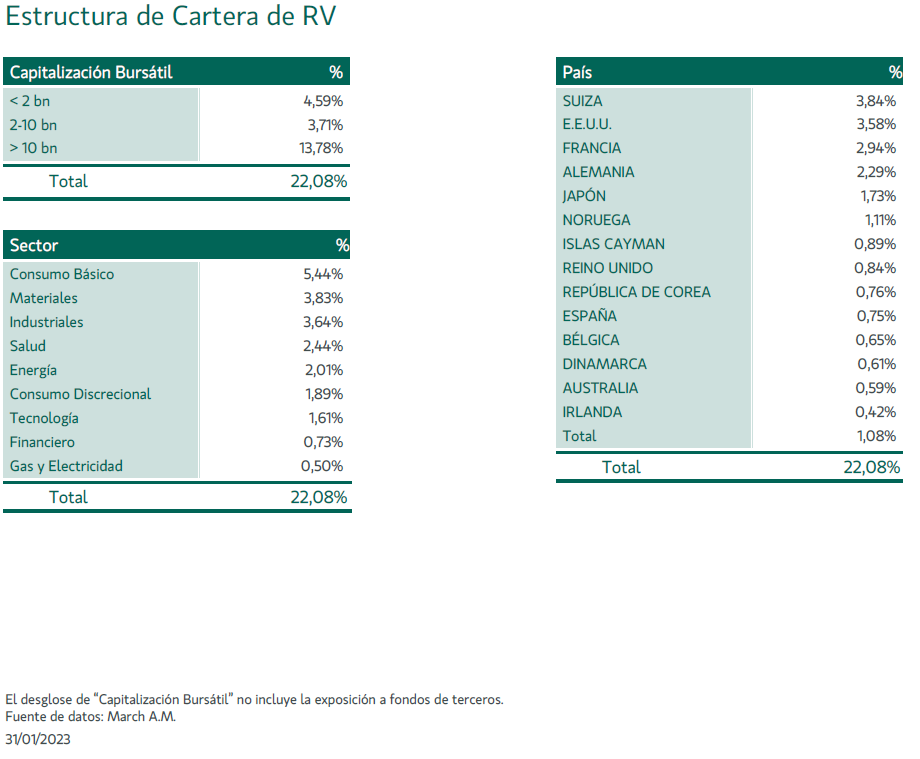 Estructura de Cartera de RV
Capitalización Bursátil %
< 2 bn 4,59%
2-10 bn 3,71%
> 10 bn 13,78%
Total 22,08%
Sector %
Consumo Básico 5,44%
Materiales 3,83%
Industriales 3,64%
Salud 2,44%
Energía 2,01%
Consumo Discrecional 1,89%
Tecnología 1,61%
Financiero 0,73%
Gas y Electricidad 0,50%
Total 22,08%
País %
SUIZA 3,84%
E.E.U.U. 3,58%
FRANCIA 2,94%
ALEMANIA 2,29%
JAPÓN 1,73%
NORUEGA 1,11%
ISLAS CAYMAN 0,89%
REINO UNIDO 0,84%
REPÚBLICA DE COREA 0,76%
ESPAÑA 0,75%
BÉLGICA 0,65%
DINAMARCA 0,61%
AUSTRALIA 0,59%
IRLANDA 0,42%
Total 1,08%
Total 22,08%
El desglose de “Capitalización Bursátil” no incluye la exposición a fondos de terceros.
Fuente de datos: March A.M.
31/01/2023